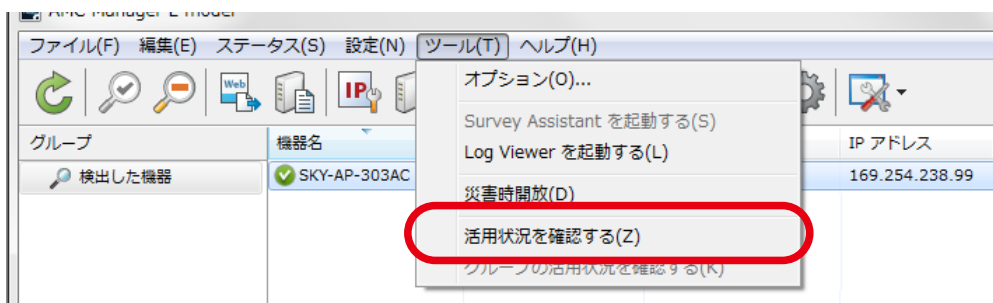 AMC Manager E model
ファイル(F) 編集(E) ステータス(S) 設定(N) ツール(T) ヘルプ(H)
Web
IP
オプション(O)...
Survey Assistant を起動する(S)
Log Viewer を起動する(L)
災害時開放(D)
活用状況を確認する(Z)
グループの活用状況を確認する(K)
グループ
検出した機器
機器名
SKY-AP-303AC
IP アドレス
169.254.238.99